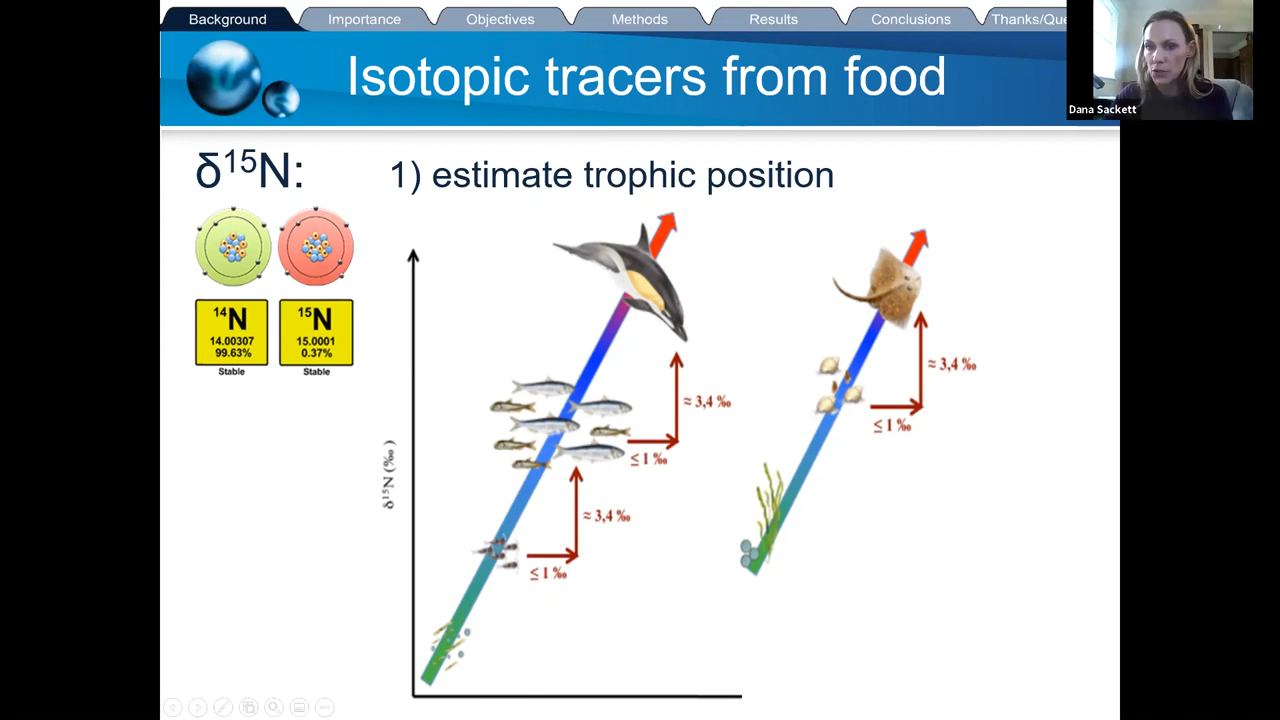 Background Importance Objectives Methods Results Conclusions Thanks/Que
Dana Sackett
Isotopic tracers from food
δ¹⁵N: 1) estimate trophic position
¹⁴N
14.00307
99.63%
Stable
¹⁵N
15.0001
0.37%
Stable
δ¹⁵N (‰)
≈ 3,4 ‰
≤ 1 ‰
≈ 3,4 ‰
≤ 1 ‰
≈ 3,4 ‰
≤ 1 ‰